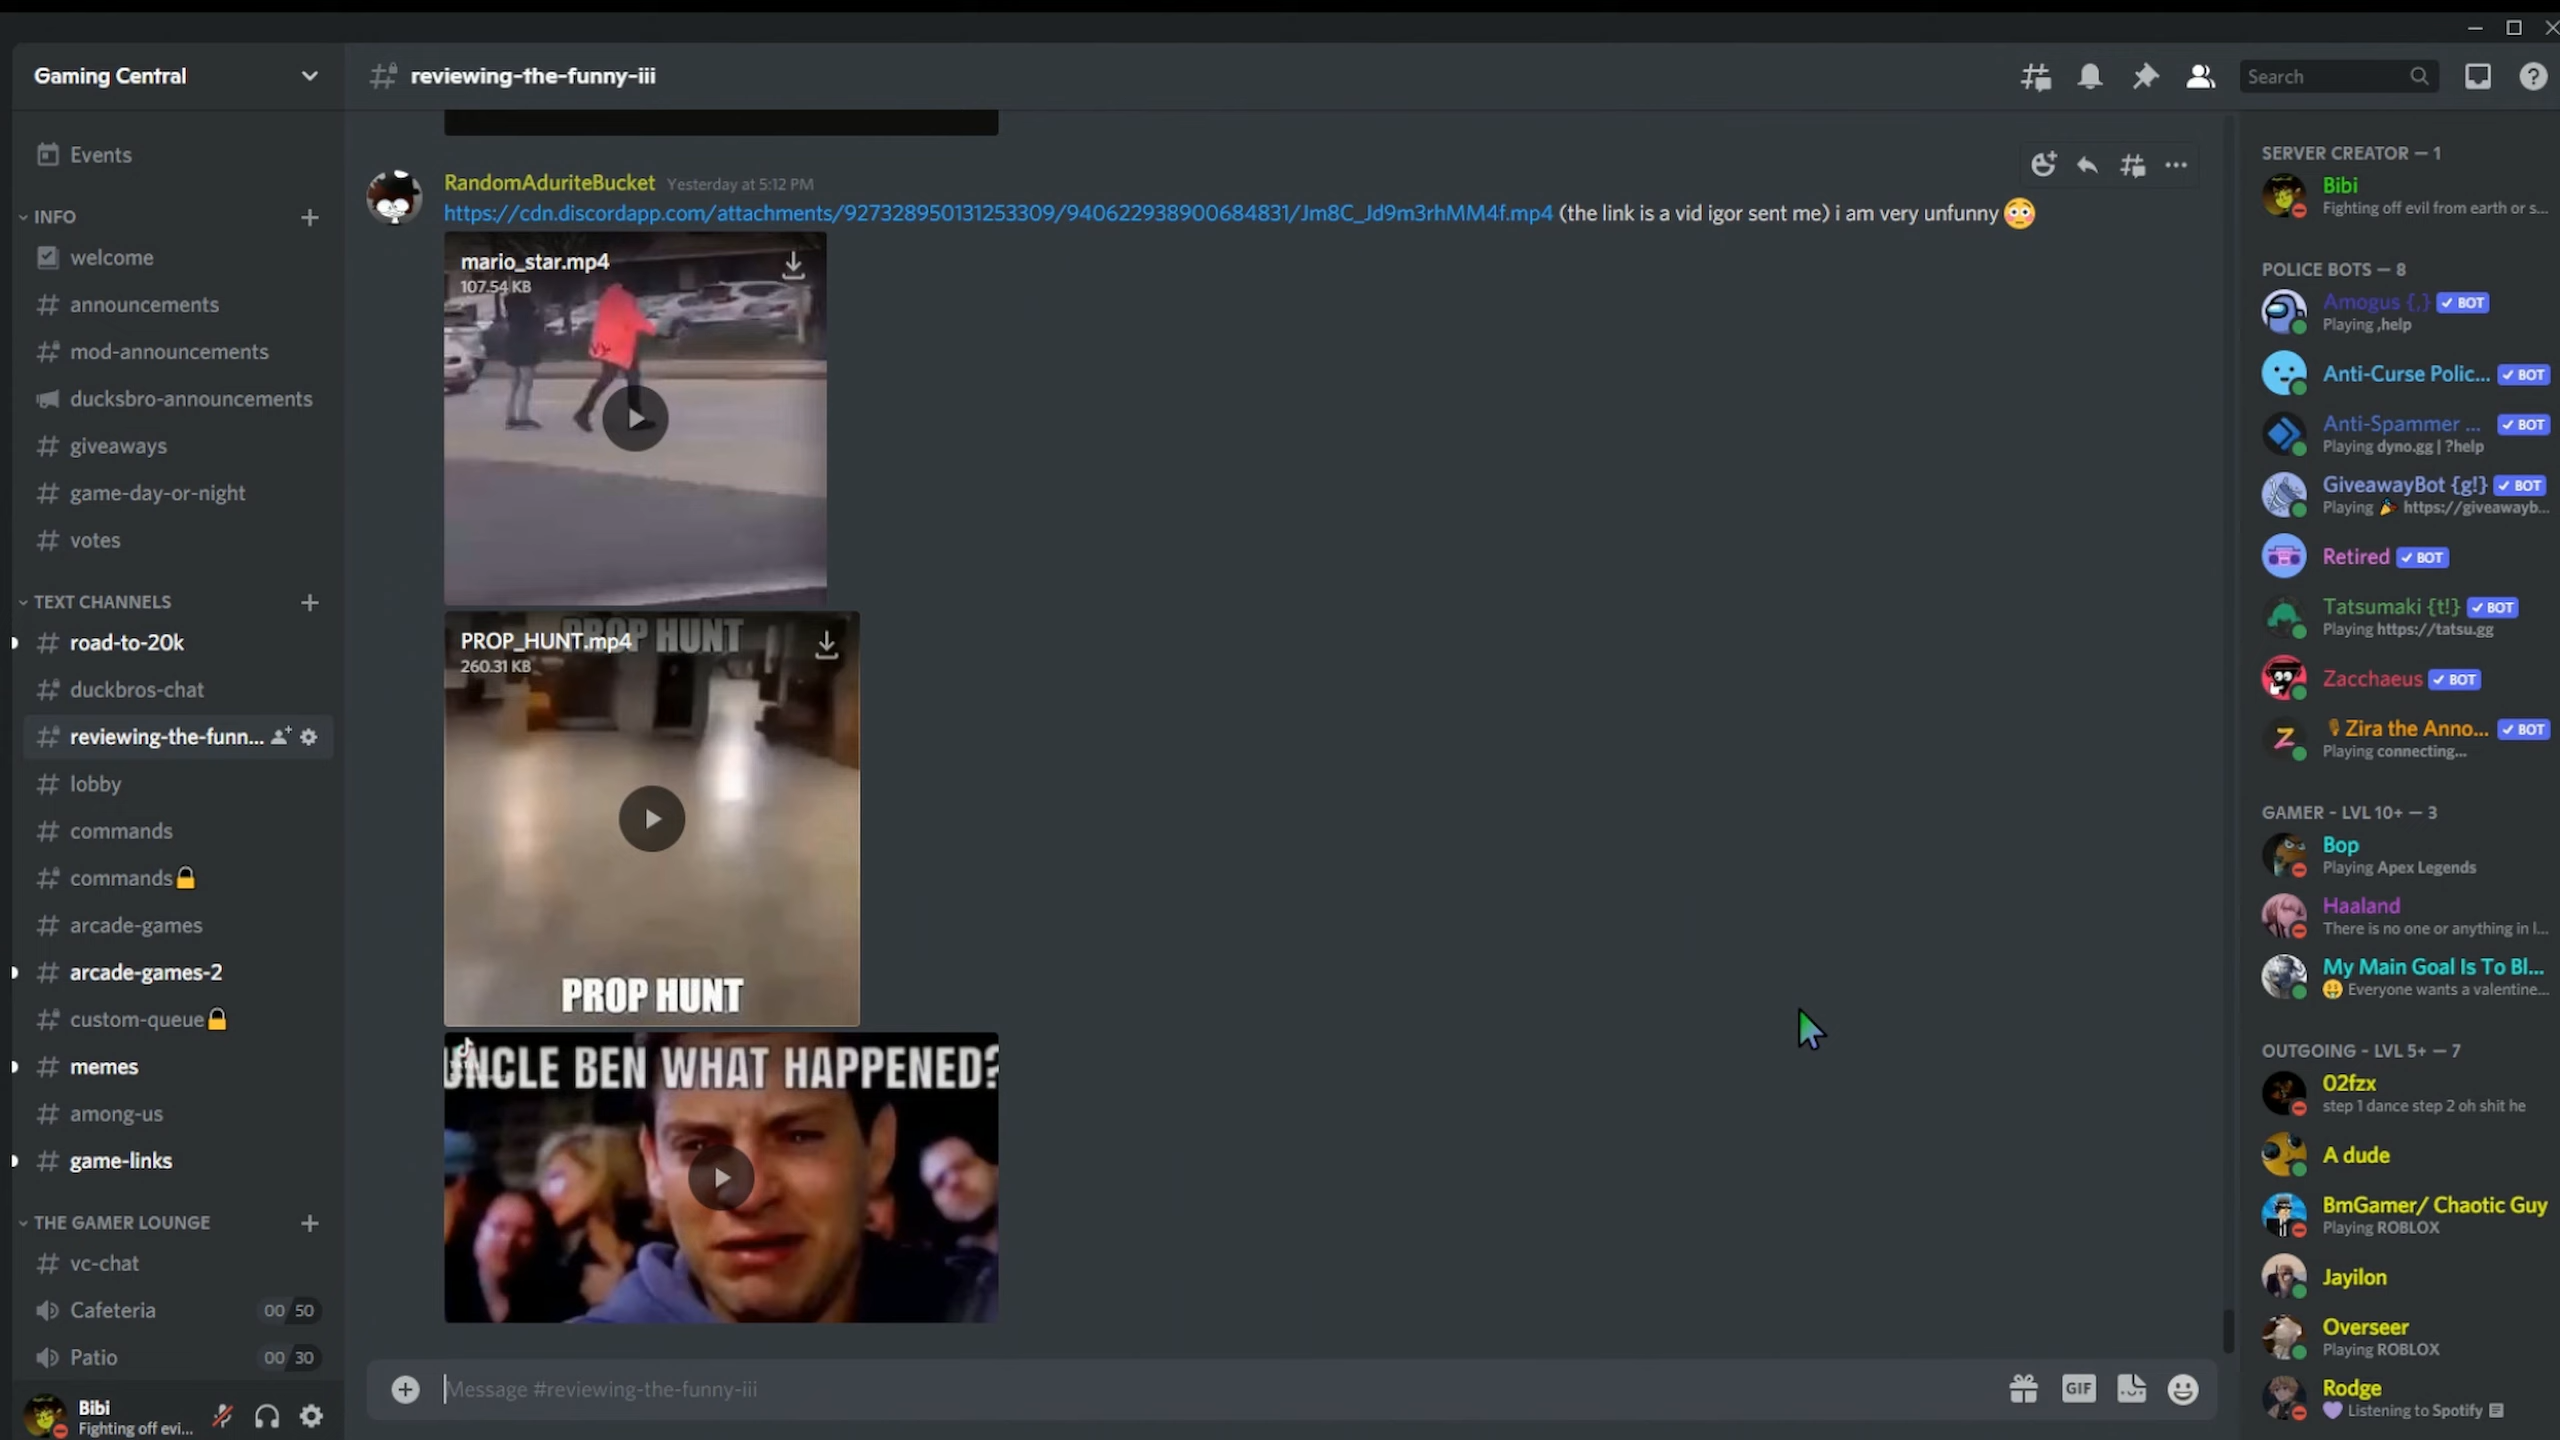 Gaming Central
Events
INFO
welcome
announcements
mod-announcements
ducksbro-announcements
giveaways
game-day-or-night
votes
TEXT CHANNELS
road-to-20k
duckbros-chat
reviewing-the-funn...
lobby
commands
commands🔒
arcade-games
arcade-games-2
custom-queue🔒
memes
among-us
game-links
THE GAMER LOUNGE
vc-chat
Cafeteria 00 50
Patio 00 30
Bibi
Fighting off evi...
reviewing-the-funny-iii
Search
RandomAduriteBucket Yesterday at 5:12 PM
https://cdn.discordapp.com/attachments/927328950131253309/940622938900684831/Jm8C_Jd9m3rhMM4f.mp4 (the link is a vid igor sent me) i am very unfunny 😳
mario_star.mp4
107.54 KB
PROP HUNT
PROP_HUNT.mp4
260.31 KB
PROP HUNT
UNCLE BEN WHAT HAPPENED?
Message #reviewing-the-funny-iii
GIF
SERVER CREATOR — 1
Bibi
Fighting off evil from earth or s...
POLICE BOTS — 8
Amogus {,} ✓ BOT
Playing ,help
Anti-Curse Polic... ✓ BOT
Anti-Spammer ... ✓ BOT
Playing dyno.gg | ?help
GiveawayBot {g!} ✓ BOT
Playing 🎉 https://giveawayb...
Retired ✓ BOT
Tatsumaki {t!} ✓ BOT
Playing https://tatsu.gg
Zacchaeus ✓ BOT
Zira the Anno... ✓ BOT
Playing connecting...
GAMER - LVL 10+ — 3
Bop
Playing Apex Legends
Haaland
There is no one or anything in l...
My Main Goal Is To Bl...
🤑 Everyone wants a valentine...
OUTGOING - LVL 5+ — 7
O2fzx
step 1 dance step 2 oh shit he
A dude
BmGamer/ Chaotic Guy
Playing ROBLOX
Jayilon
Overseer
Playing ROBLOX
Rodge
💜 Listening to Spotify